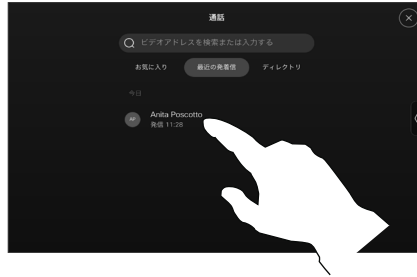 通話
ビデオアドレスを検索または入力する
お気に入り 最近の発着信 ディレクトリ
今日
AP Anita Poscotto
発信 11:28